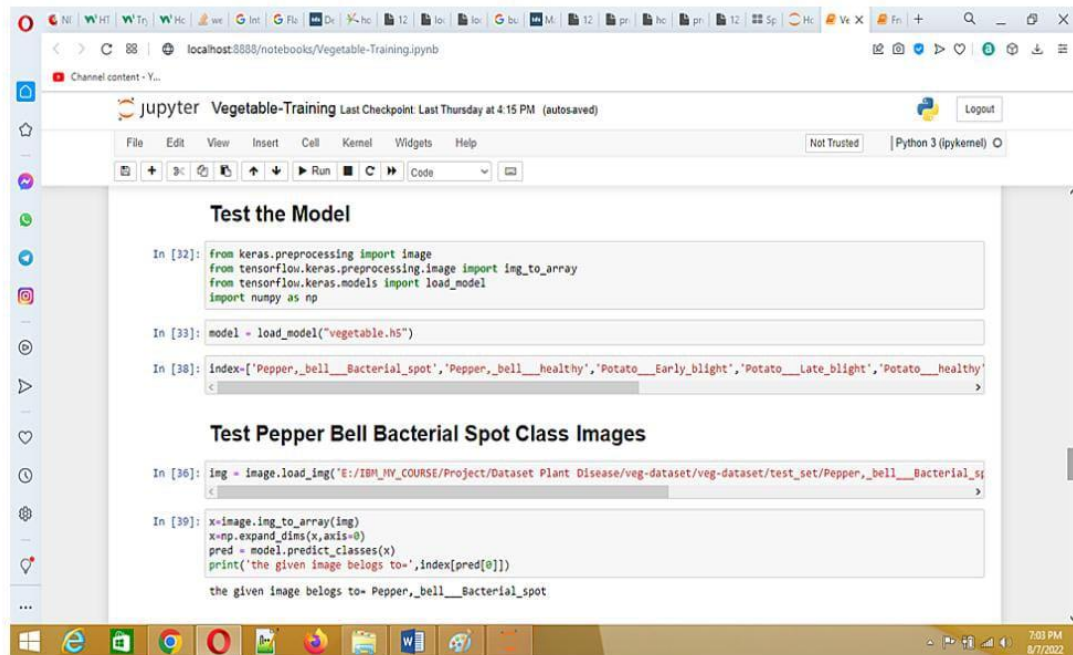 localhost:8888/notebooks/Vegetable-Training.ipynb
Channel content - Y...
jupyter Vegetable-Training Last Checkpoint: Last Thursday at 4:15 PM (autosaved)
Logout
File Edit View Insert Cell Kernel Widgets Help
Not Trusted
Python 3 (ipykernel)
Run
Code
Test the Model
In [32]: from keras.preprocessing import image
from tensorflow.keras.preprocessing.image import img_to_array
from tensorflow.keras.models import load_model
import numpy as np
In [33]: model = load_model("vegetable.h5")
In [38]: index=['Pepper,_bell___Bacterial_spot','Pepper,_bell___healthy','Potato___Early_blight','Potato___Late_blight','Potato___healthy'
Test Pepper Bell Bacterial Spot Class Images
In [36]: img = image.load_img('E:/IBM_MY_COURSE/Project/Dataset Plant Disease/veg-dataset/veg-dataset/test_set/Pepper,_bell___Bacterial_sp
In [39]: x=image.img_to_array(img)
x=np.expand_dims(x,axis=0)
pred = model.predict_classes(x)
print('the given image belogs to=',index[pred[0]])
the given image belogs to= Pepper,_bell___Bacterial_spot
7:03 PM
8/7/2022